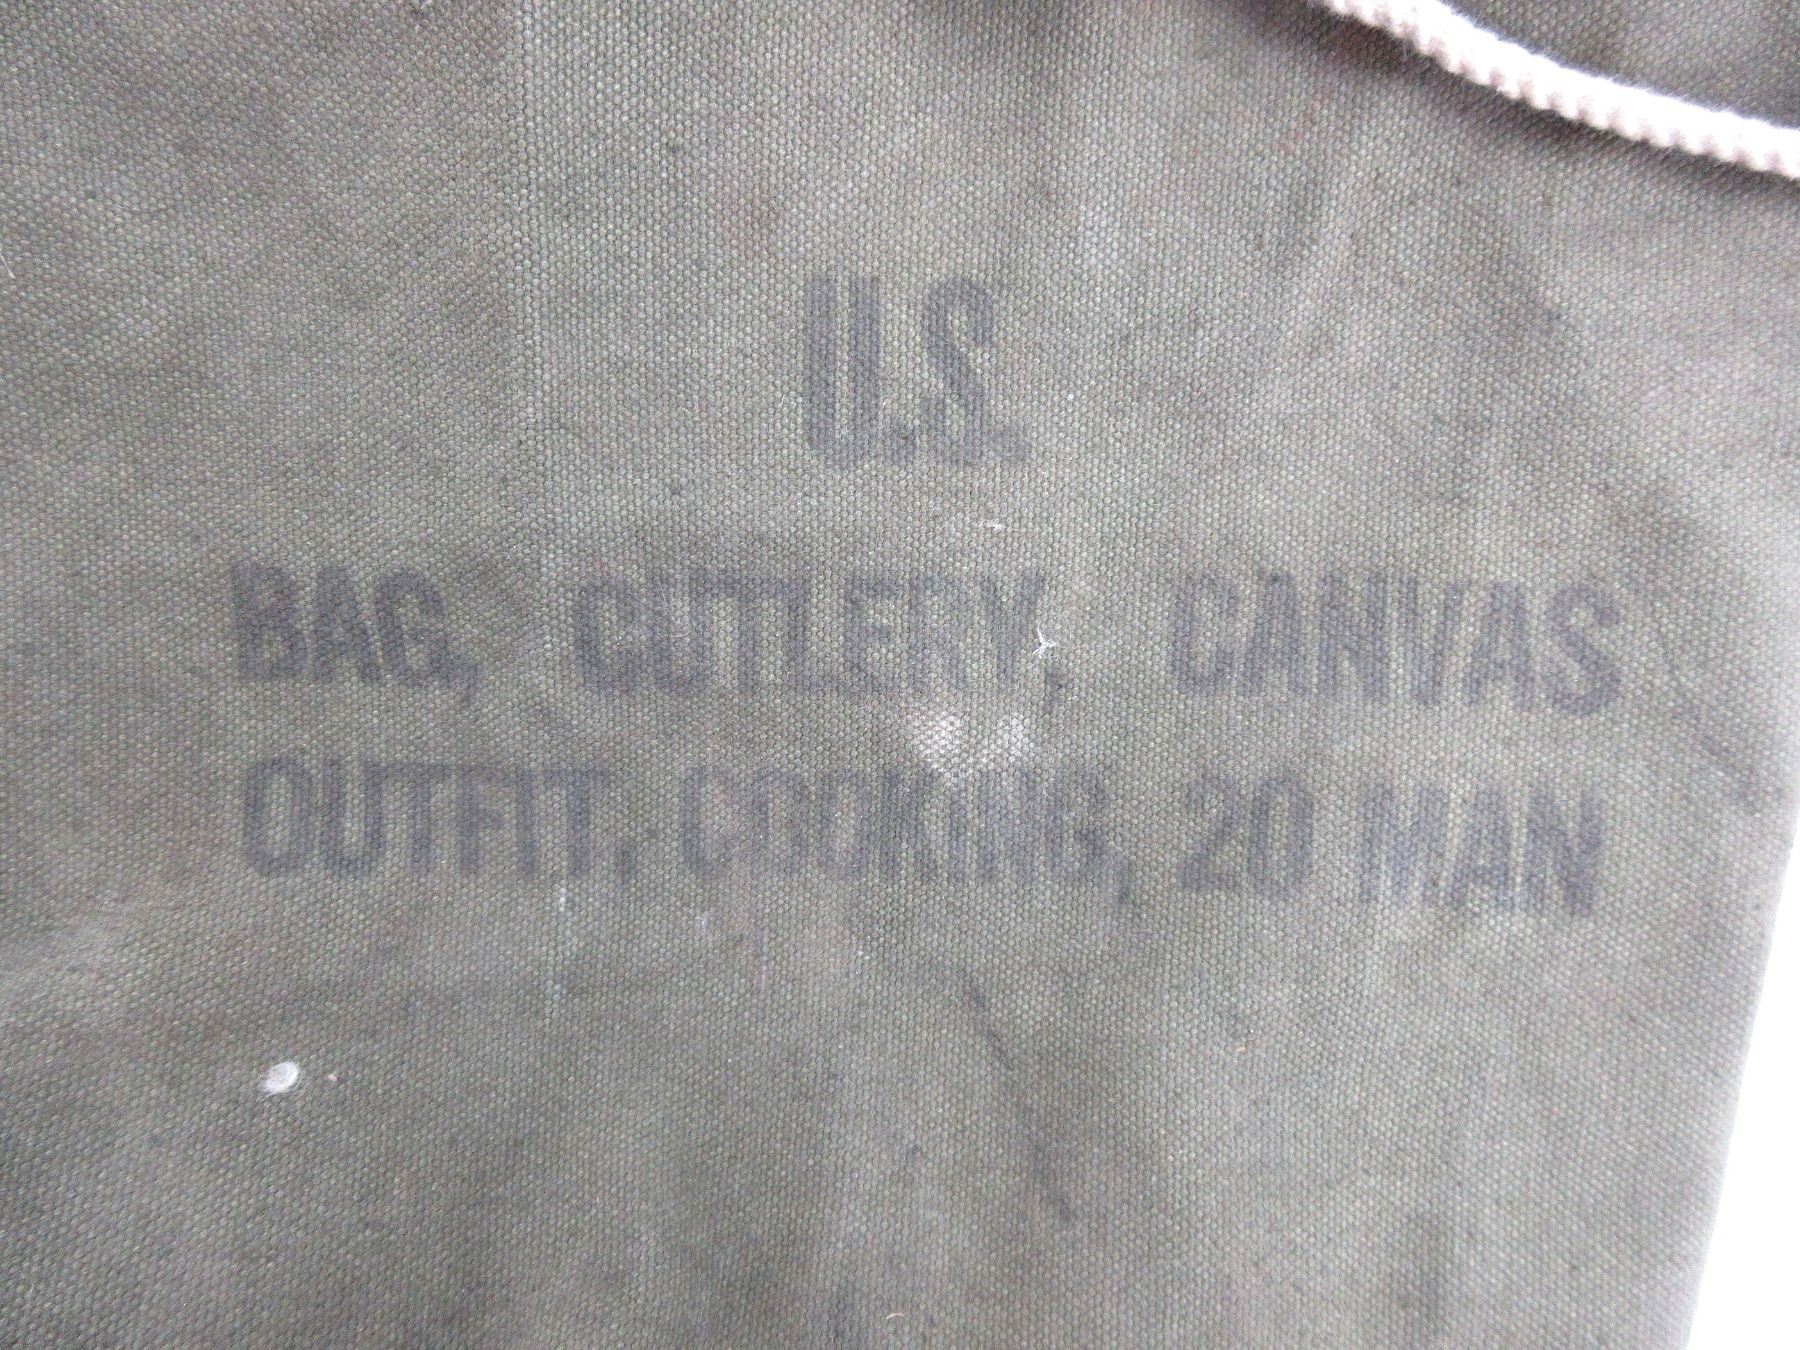 U.S.
BAG, CUTLERY, CANVAS
OUTFIT, COOKING, 20 MAN